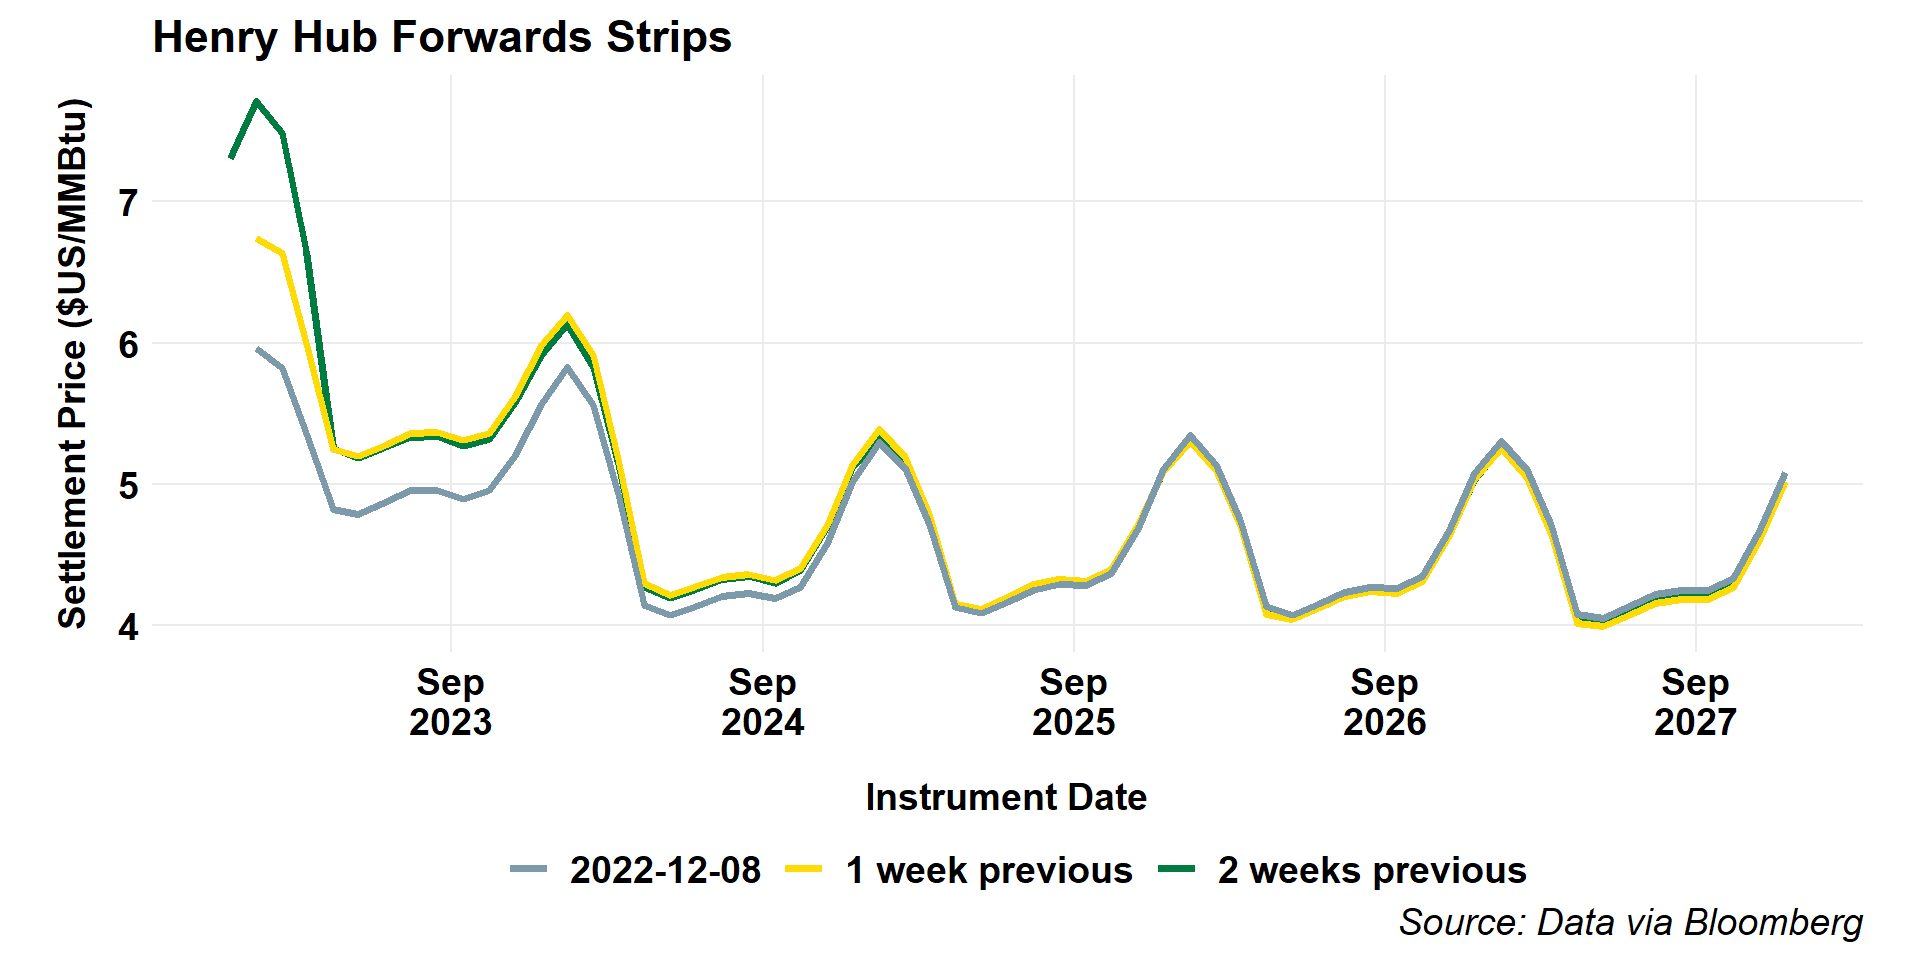 Henry Hub Forwards Strips
Settlement Price ($US/MMBtu)
7
6
5
4
Sep
2023
Sep
2024
Sep
2025
Sep
2026
Sep
2027
Instrument Date
2022-12-08
1 week previous
2 weeks previous
Source: Data via Bloomberg